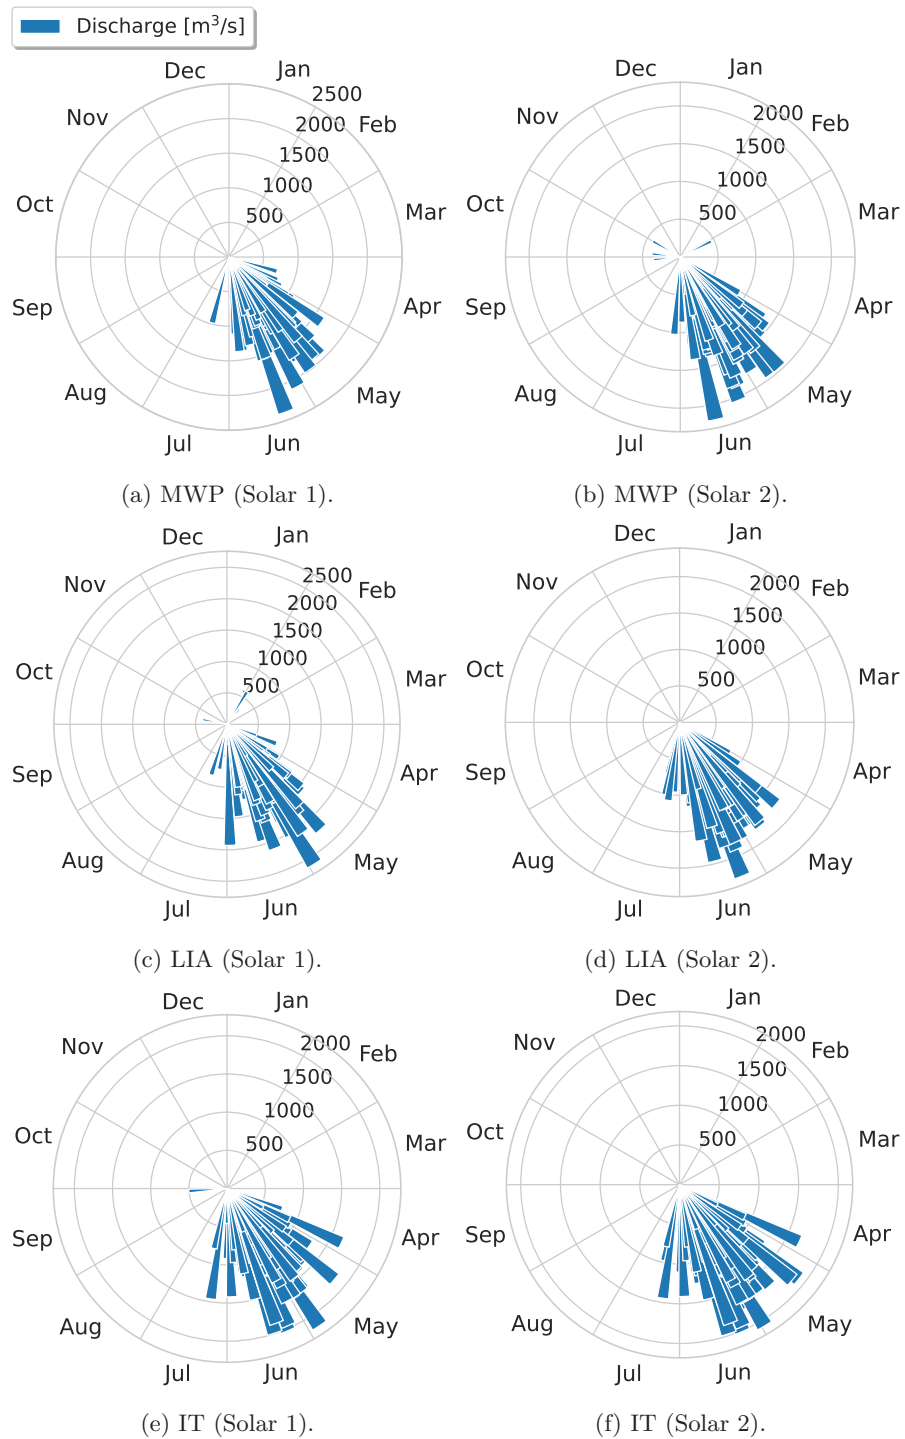 Discharge [m³/s]
Dec Jan
Nov 2500 Feb
2000
1500
1000
500
Oct Mar
Sep Apr
Aug May
Jul Jun
Dec Jan
Nov 2000 Feb
1500
1000
500
Oct Mar
Sep Apr
Aug May
Jul Jun
(a) MWP (Solar 1). (b) MWP (Solar 2).
Dec Jan
Nov 2500 Feb
2000
1500
1000
500
Oct Mar
Sep Apr
Aug May
Jul Jun
Dec Jan
Nov 2000 Feb
1500
1000
500
Oct Mar
Sep Apr
Aug May
Jul Jun
(c) LIA (Solar 1). (d) LIA (Solar 2).
Dec Jan
Nov 2000 Feb
1500
1000
500
Oct Mar
Sep Apr
Aug May
Jul Jun
Dec Jan
Nov 2000 Feb
1500
1000
500
Oct Mar
Sep Apr
Aug May
Jul Jun
(e) IT (Solar 1). (f) IT (Solar 2).